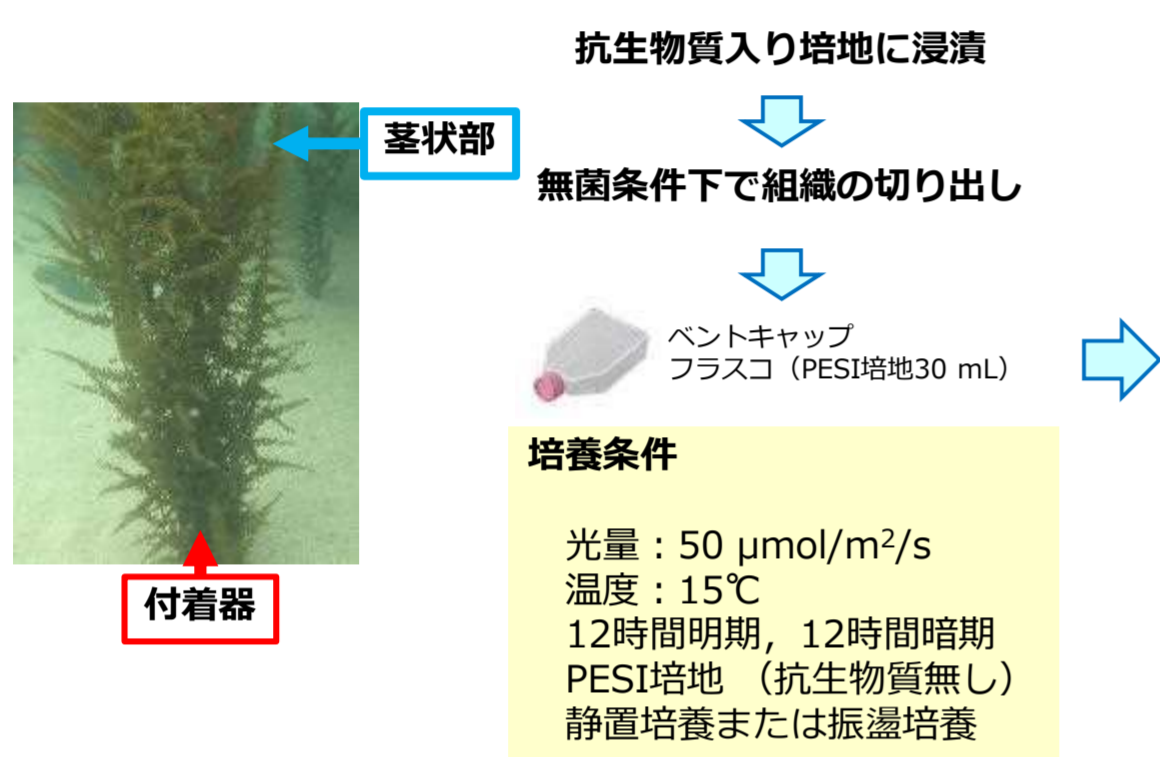 抗生物質入り培地に浸漬
茎状部
無菌条件下で組織の切り出し
ベントキャップ
フラスコ（PESI培地30 mL）
培養条件
光量：50 μmol/m²/s
温度：15℃
12時間明期，12時間暗期
PESI培地 （抗生物質無し）
静置培養または振盪培養
付着器